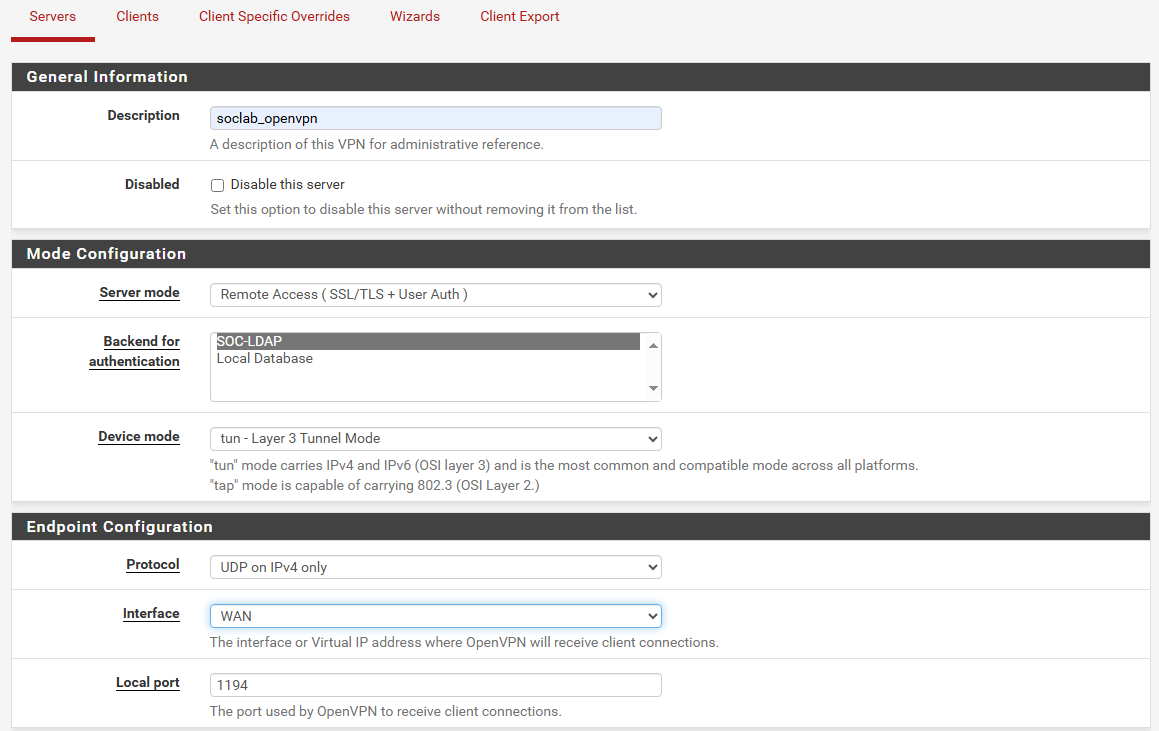 Servers Clients Client Specific Overrides Wizards Client Export
General Information
Description soclab_openvpn
A description of this VPN for administrative reference.
Disabled Disable this server
Set this option to disable this server without removing it from the list.
Mode Configuration
Server mode Remote Access ( SSL/TLS + User Auth )
Backend for SOC-LDAP
authentication Local Database
Device mode tun - Layer 3 Tunnel Mode
"tun" mode carries IPv4 and IPv6 (OSI layer 3) and is the most common and compatible mode across all platforms.
"tap" mode is capable of carrying 802.3 (OSI Layer 2.)
Endpoint Configuration
Protocol UDP on IPv4 only
Interface WAN
The interface or Virtual IP address where OpenVPN will receive client connections.
Local port 1194
The port used by OpenVPN to receive client connections.